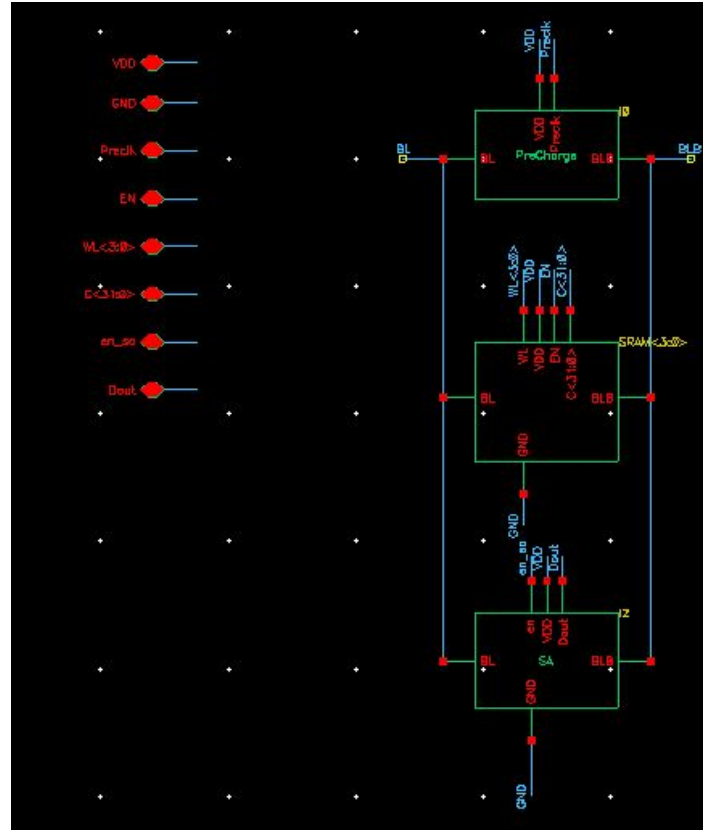 VDD
GND
Preclk
EN
WL<3:0>
C<31:0>
en_sa
Dout
VDD Preclk
I0
VDD Preclk
BL
BL PreCharge BLB
BLB
WL<3:0> VDD EN C<31:0>
SRAM<3:0>
WL VDD EN C<31:0>
BL BLB
GND
GND
en_sa VDD Dout
I2
en VDD Dout
BL SA BLB
GND
GND